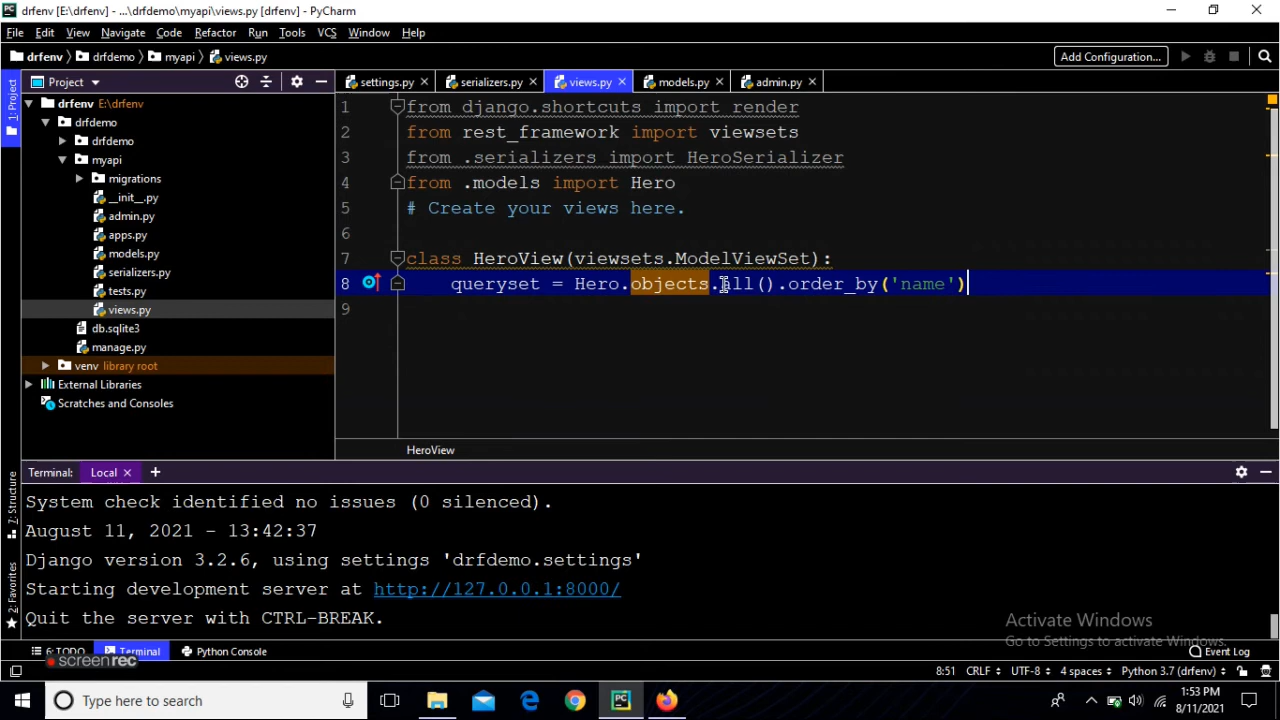 drfenv [E:\drfenv] - ...\drfdemo\myapi\views.py [drfenv] - PyCharm
File Edit View Navigate Code Refactor Run Tools VCS Window Help
drfenv drfdemo myapi views.py Add Configuration...
Project
settings.py serializers.py views.py models.py admin.py
1: Project
drfenv E:\drfenv
drfdemo
drfdemo
myapi
migrations
__init__.py
admin.py
apps.py
models.py
serializers.py
tests.py
views.py
db.sqlite3
manage.py
venv library root
External Libraries
Scratches and Consoles
1 from django.shortcuts import render
2 from rest_framework import viewsets
3 from .serializers import HeroSerializer
4 from .models import Hero
5 # Create your views here.
6
7 class HeroView(viewsets.ModelViewSet):
8 queryset = Hero.objects.all().order_by('name')
9
HeroView
Terminal: Local +
System check identified no issues (0 silenced).
August 11, 2021 - 13:42:37
Django version 3.2.6, using settings 'drfdemo.settings'
Starting development server at http://127.0.0.1:8000/
Quit the server with CTRL-BREAK.
7: Structure
2: Favorites
Activate Windows
Go to Settings to activate Windows.
6: TODO Terminal Python Console Event Log
screenrec
8:51 CRLF UTF-8 4 spaces Python 3.7 (drfenv)
Type here to search
1:53 PM
8/11/2021